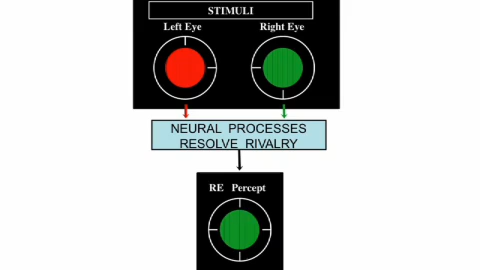 STIMULI
Left Eye Right Eye
NEURAL PROCESSES
RESOLVE RIVALRY
RE Percept